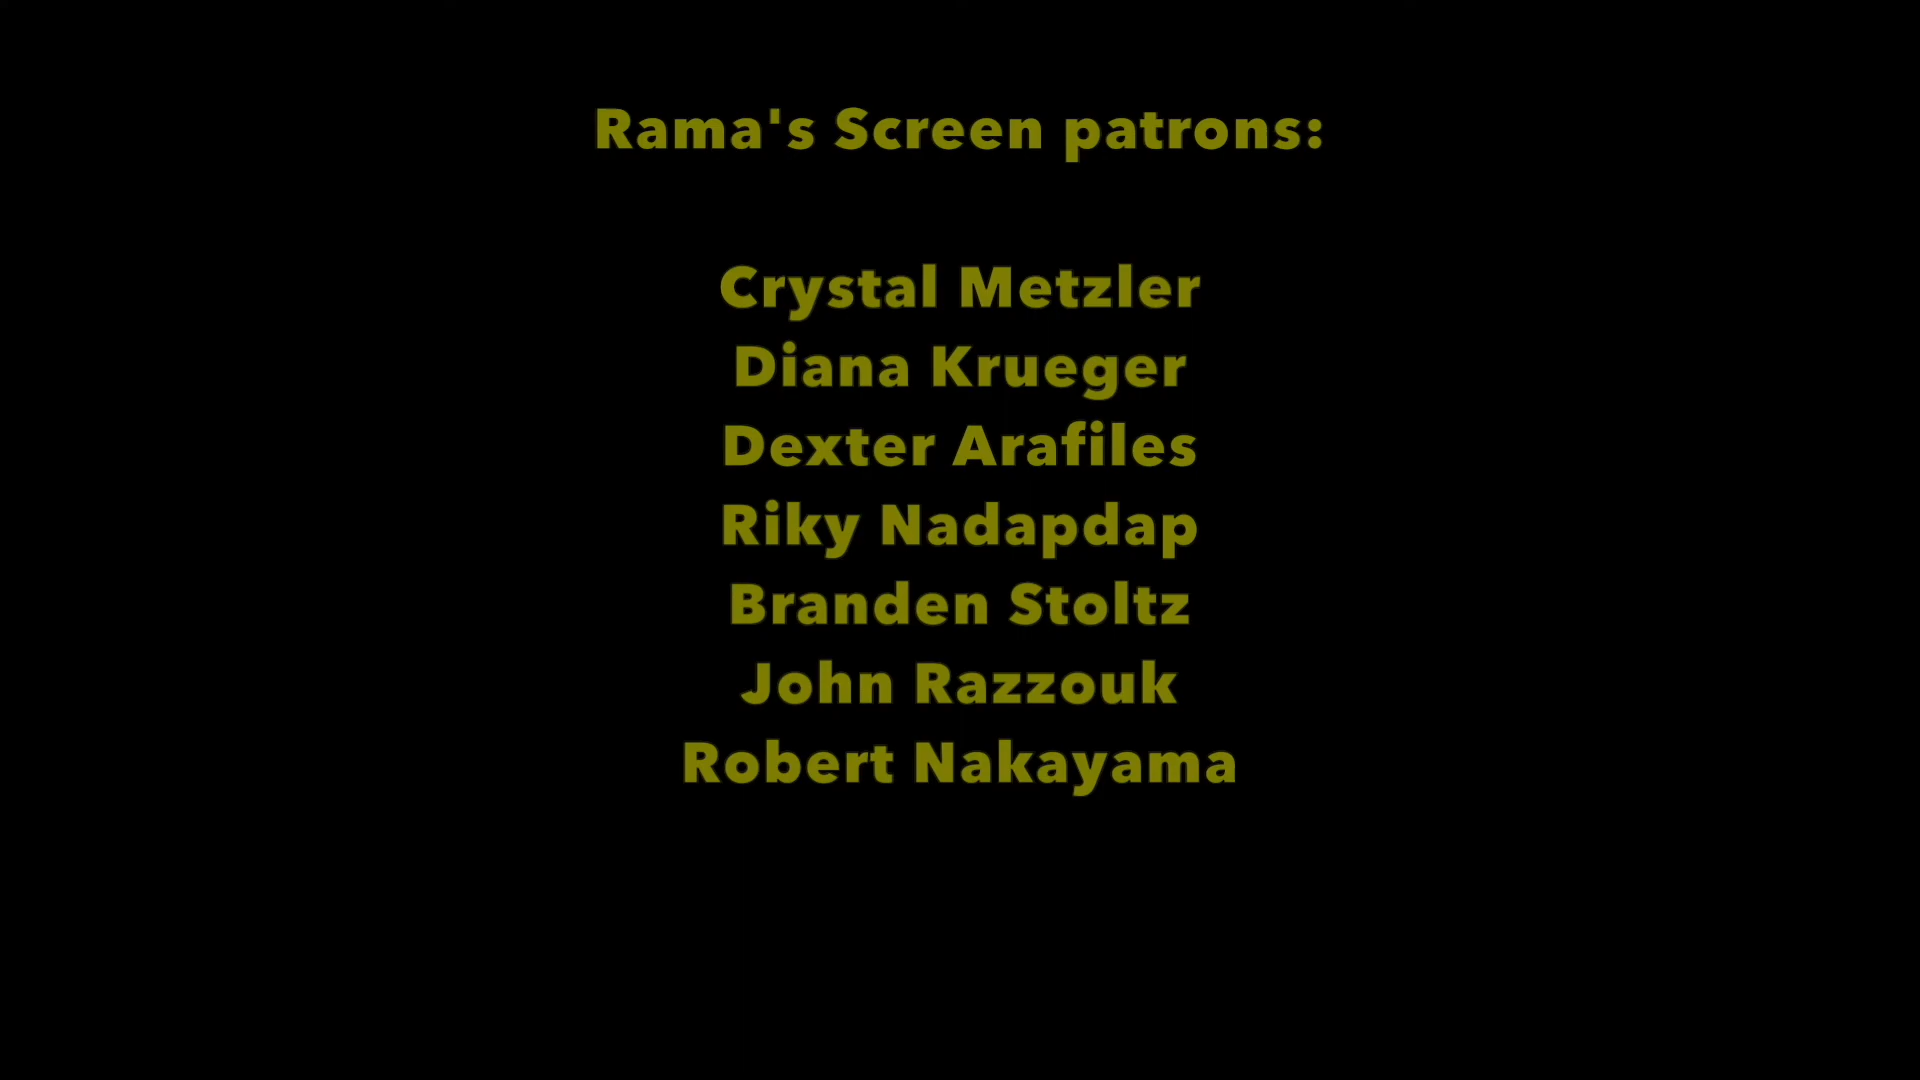 Rama's Screen patrons:
Crystal Metzler
Diana Krueger
Dexter Arafiles
Riky Nadapdap
Branden Stoltz
John Razzouk
Robert Nakayama